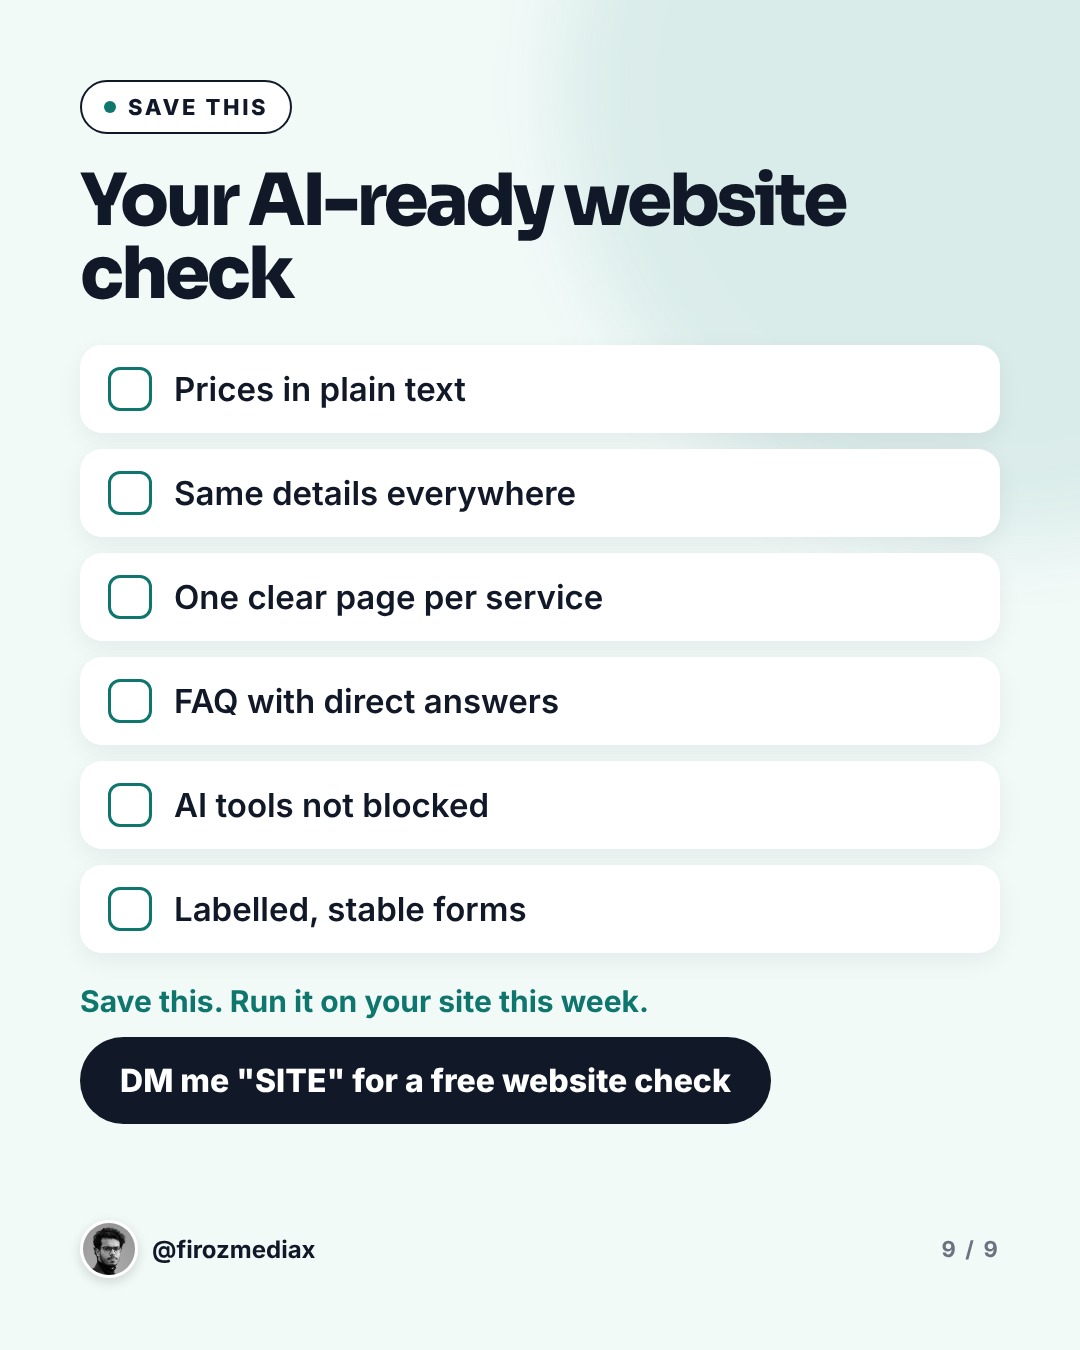 SAVE THIS
Your AI-ready website
check
Prices in plain text
Same details everywhere
One clear page per service
FAQ with direct answers
AI tools not blocked
Labelled, stable forms
Save this. Run it on your site this week.
DM me "SITE" for a free website check
@firozmediax
9 / 9